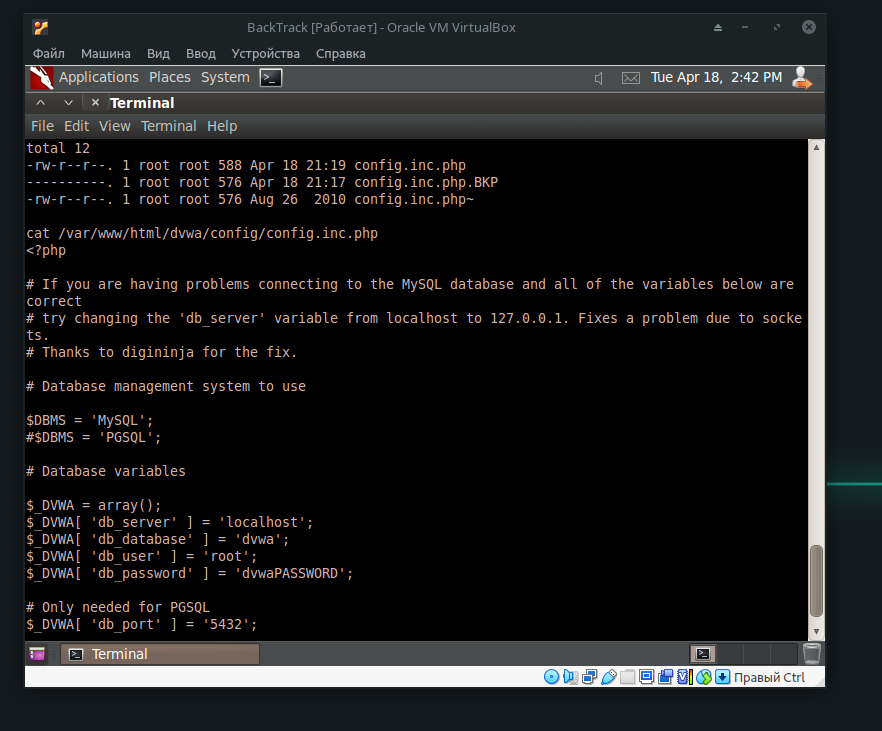 BackTrack [Работает] - Oracle VM VirtualBox
Файл Машина Вид Ввод Устройства Справка
Applications Places System Tue Apr 18, 2:42 PM
Terminal
File Edit View Terminal Help
total 12
-rw-r--r--. 1 root root 588 Apr 18 21:19 config.inc.php
----------. 1 root root 576 Apr 18 21:17 config.inc.php.BKP
-rw-r--r--. 1 root root 576 Aug 26  2010 config.inc.php~
cat /var/www/html/dvwa/config/config.inc.php
<?php
# If you are having problems connecting to the MySQL database and all of the variables below are
correct
# try changing the 'db_server' variable from localhost to 127.0.0.1. Fixes a problem due to socke
ts.
# Thanks to digininja for the fix.
# Database management system to use
$DBMS = 'MySQL';
#$DBMS = 'PGSQL';
# Database variables
$_DVWA = array();
$_DVWA[ 'db_server' ] = 'localhost';
$_DVWA[ 'db_database' ] = 'dvwa';
$_DVWA[ 'db_user' ] = 'root';
$_DVWA[ 'db_password' ] = 'dvwaPASSWORD';
# Only needed for PGSQL
$_DVWA[ 'db_port' ] = '5432';
Terminal
Правый Ctrl